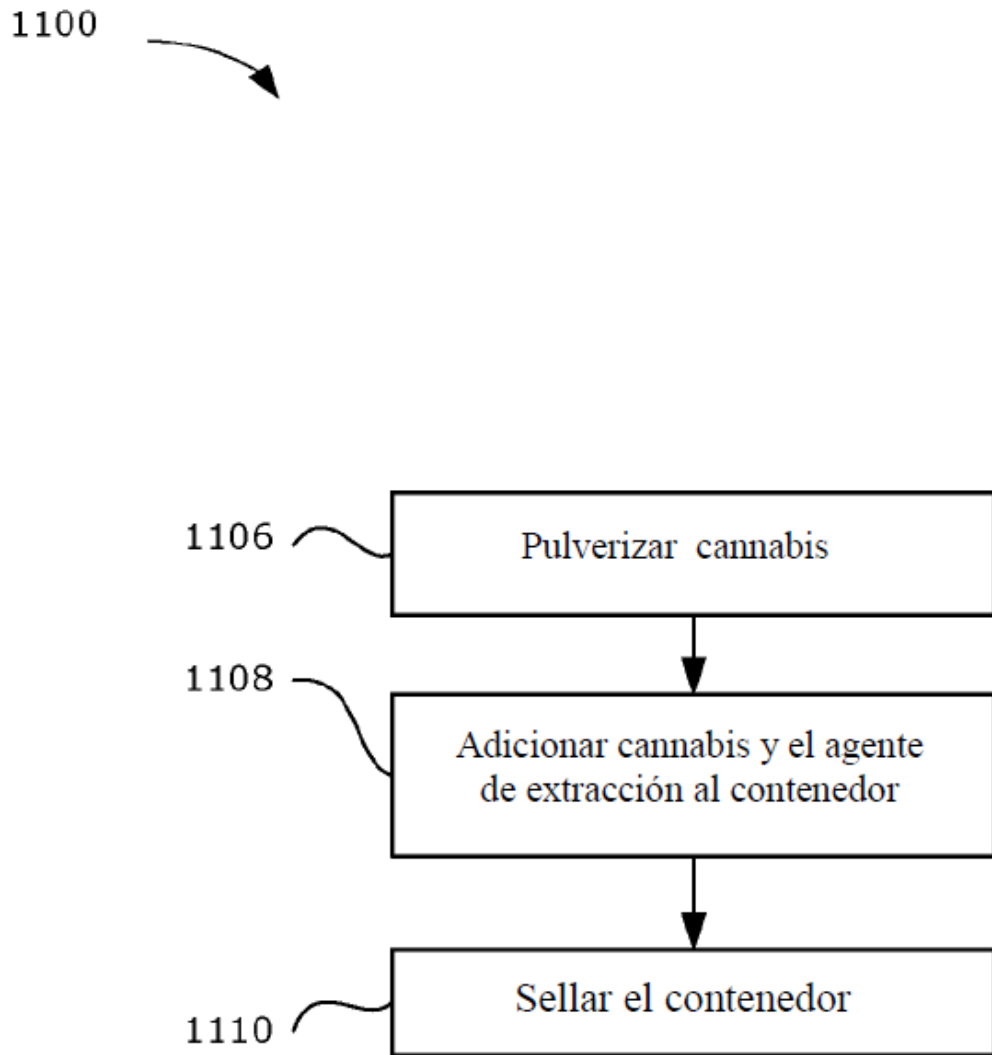 1100
1106
Pulverizar cannabis
1108
Adicionar cannabis y el agente
de extracción al contenedor
1110
Sellar el contenedor